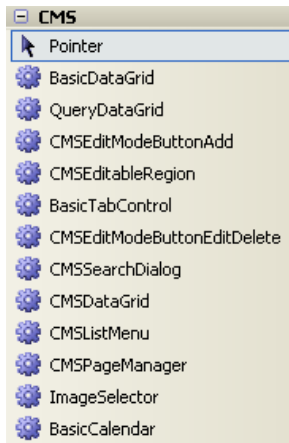 CMS
Pointer
BasicDataGrid
QueryDataGrid
CMSEditModeButtonAdd
CMSEditableRegion
BasicTabControl
CMSEditModeButtonEditDelete
CMSSearchDialog
CMSDataGrid
CMSListMenu
CMSPageManager
ImageSelector
BasicCalendar